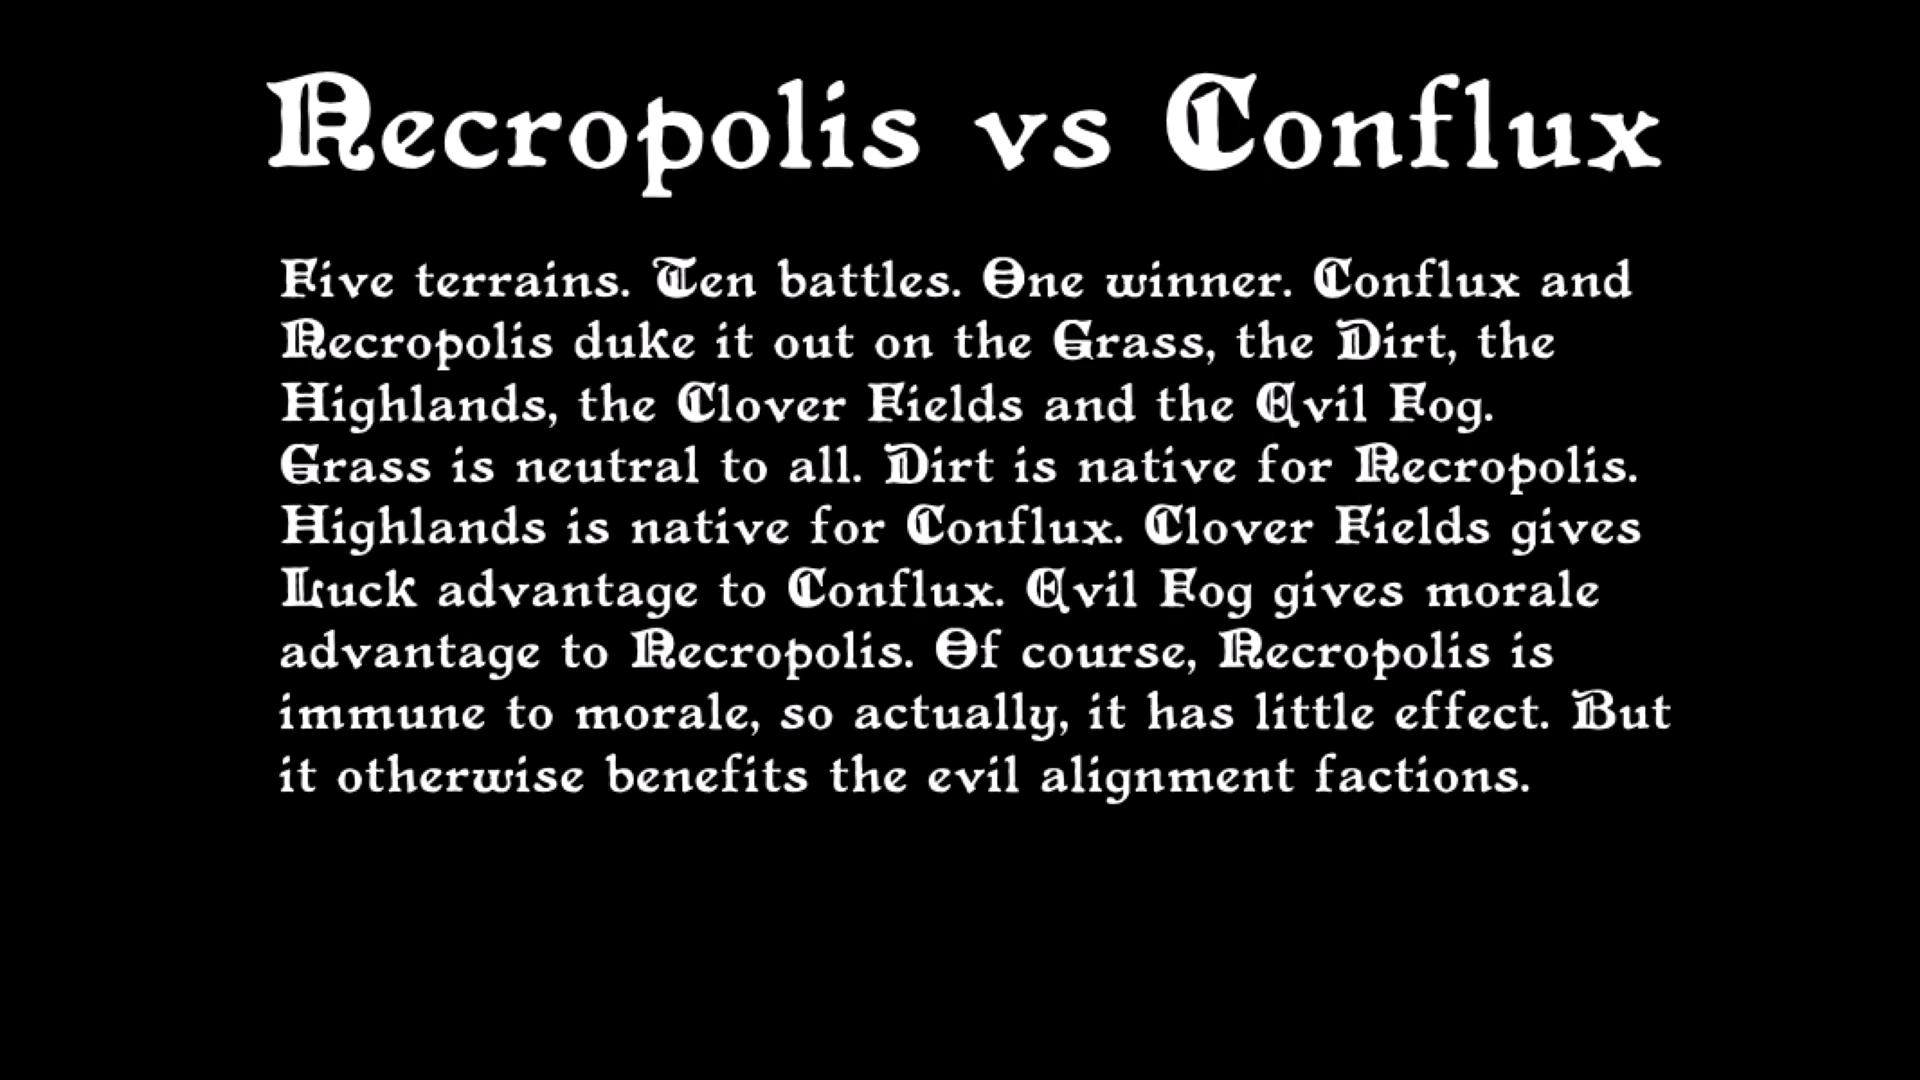 Necropolis vs Conflux
Five terrains. Ten battles. One winner. Conflux and
Necropolis duke it out on the Grass, the Dirt, the
Highlands, the Clover Fields and the Evil Fog.
Grass is neutral to all. Dirt is native for Necropolis.
Highlands is native for Conflux. Clover Fields gives
Luck advantage to Conflux. Evil Fog gives morale
advantage to Necropolis. Of course, Necropolis is
immune to morale, so actually, it has little effect. But
it otherwise benefits the evil alignment factions.